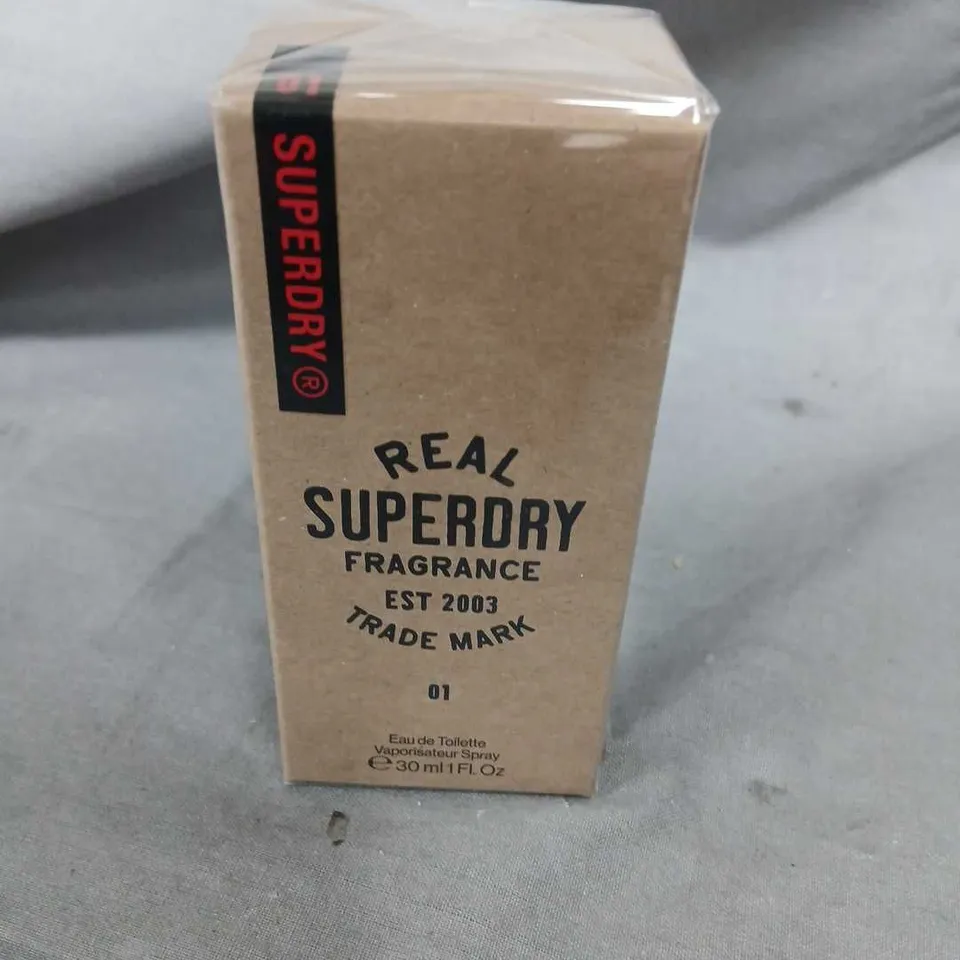 01
SUPERDRY®
REAL
SUPERDRY
FRAGRANCE
EST 2003
TRADE MARK
01
Eau de Toilette
Vaporisateur Spray
℮ 30 ml 1 FL. Oz